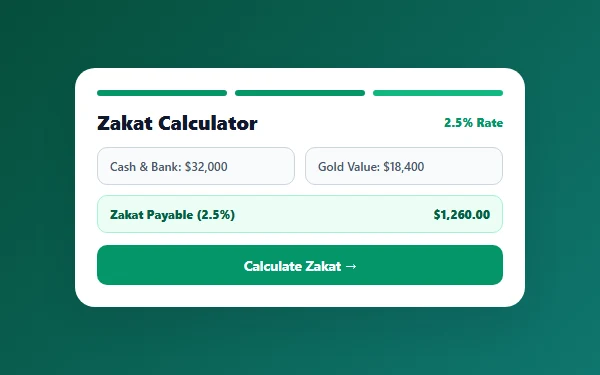 Zakat Calculator
2.5% Rate
Cash & Bank: $32,000
Gold Value: $18,400
Zakat Payable (2.5%)
$1,260.00
Calculate Zakat →